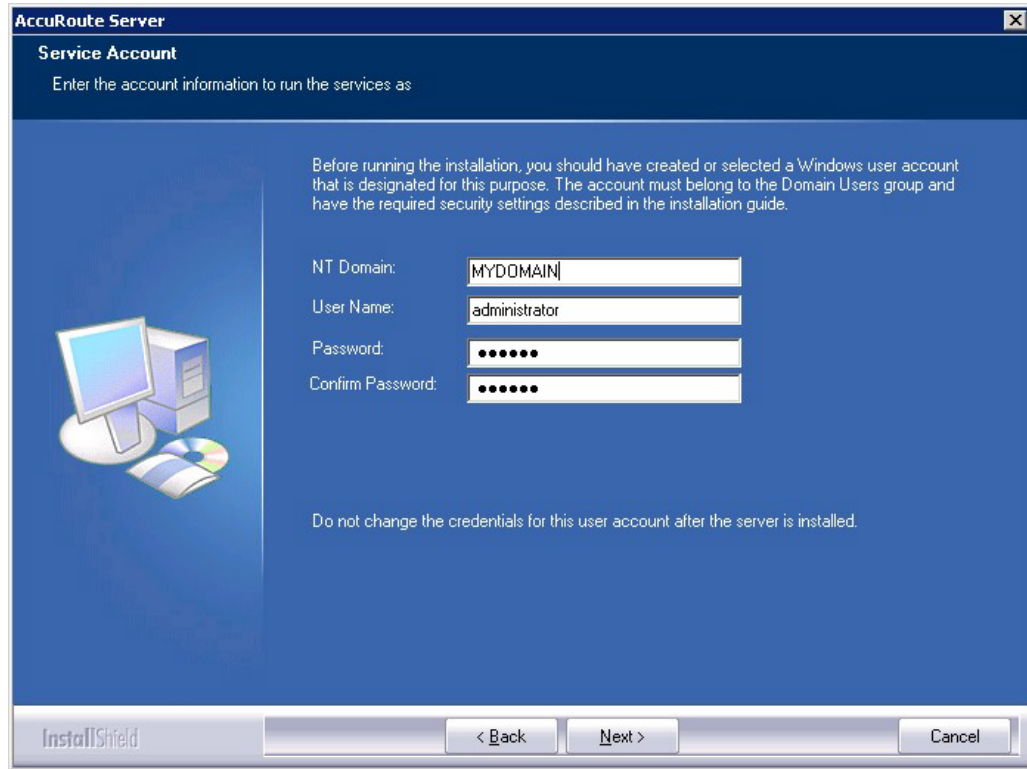 AccuRoute Server
Service Account
Enter the account information to run the services as
Before running the installation, you should have created or selected a Windows user account
that is designated for this purpose. The account must belong to the Domain Users group and
have the required security settings described in the installation guide.
NT Domain: MYDOMAIN
User Name: administrator
Password: ●●●●●●
Confirm Password: ●●●●●●
Do not change the credentials for this user account after the server is installed.
InstallShield < Back Next > Cancel